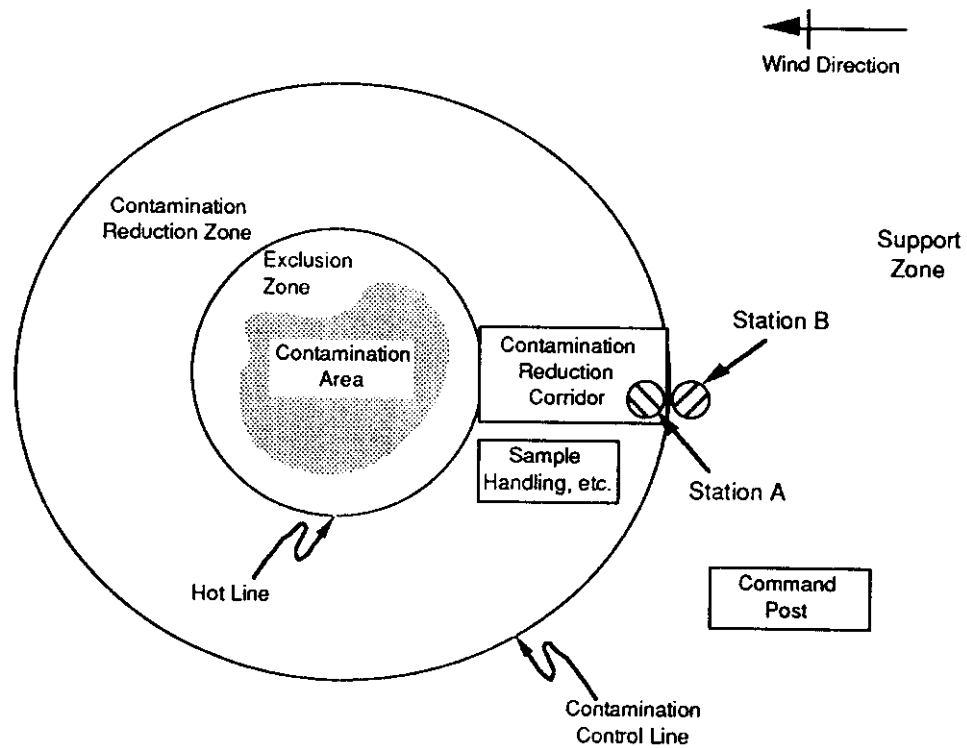 Wind Direction
Contamination
Reduction Zone
Exclusion
Zone
Support
Zone
Station B
Contamination
Area
Contamination
Reduction
Corridor
Sample
Handling, etc.
Station A
Hot Line
Command
Post
Contamination
Control Line